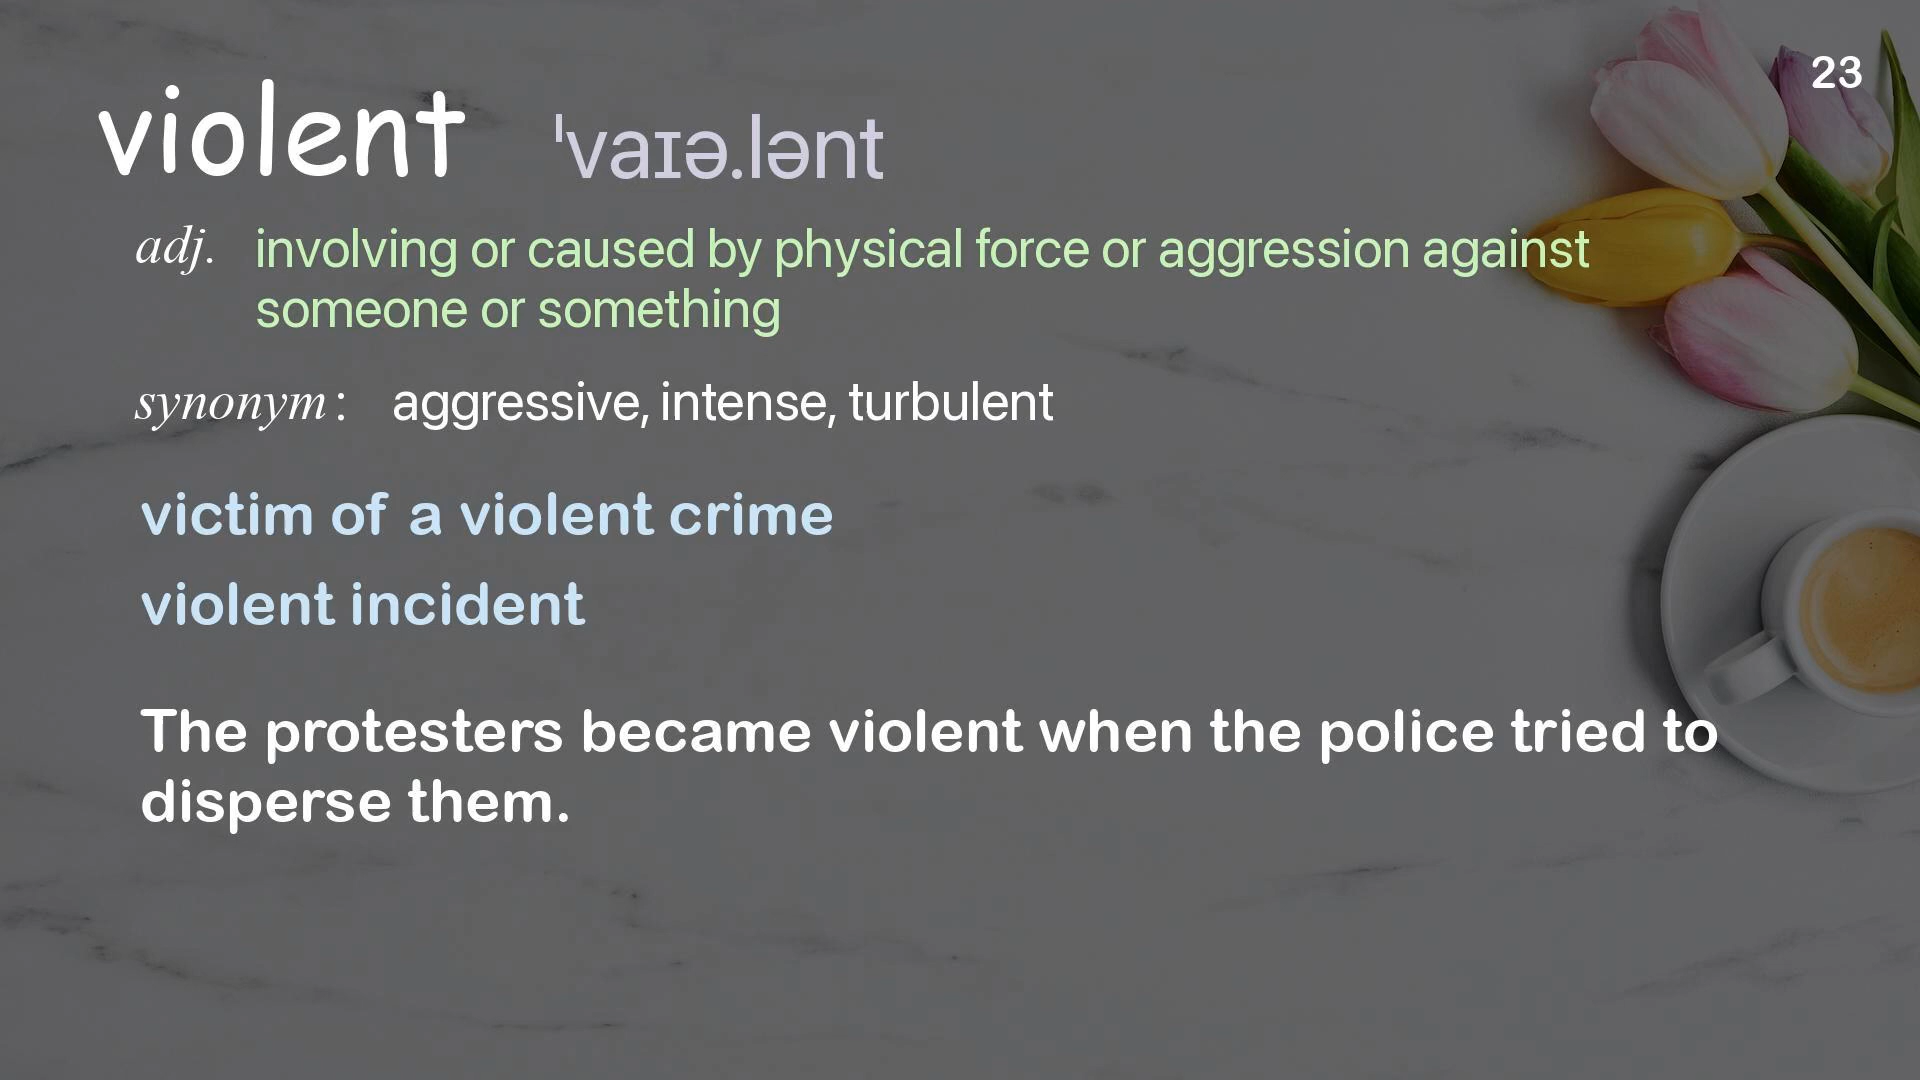 23
violent ˈvaɪə.lənt
adj. involving or caused by physical force or aggression against
someone or something
synonym : aggressive, intense, turbulent
victim of a violent crime
violent incident
The protesters became violent when the police tried to
disperse them.